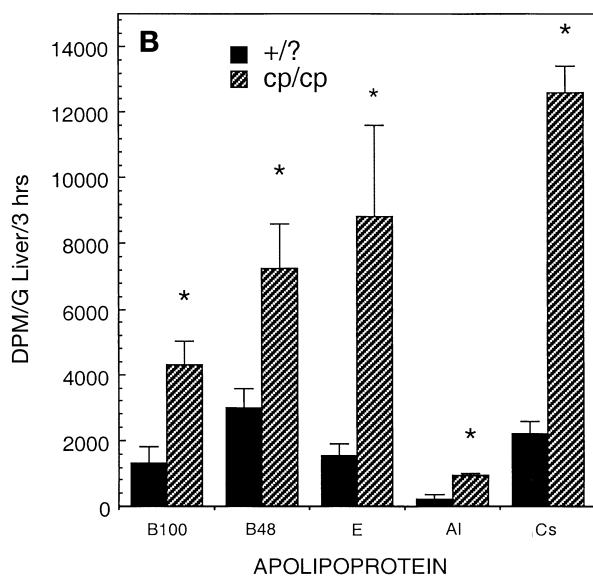 B
+/?
cp/cp
*
*
*
*
*
14000
12000
10000
8000
6000
4000
2000
0
DPM/G Liver/3 hrs
B100 B48 E AI Cs
APOLIPOPROTEIN